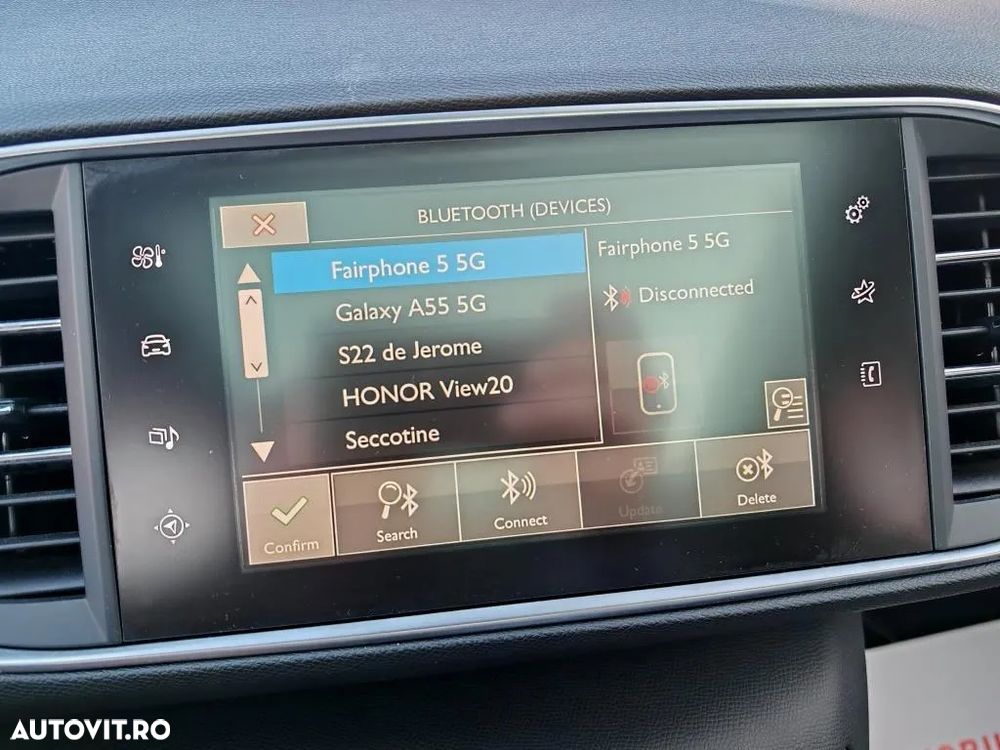 BLUETOOTH (DEVICES)
Fairphone 5 5G
Galaxy A55 5G
S22 de Jerome
HONOR View20
Seccotine
Fairphone 5 5G
Disconnected
Confirm
Search
Connect
Update
Delete
AUTOVIT.RO